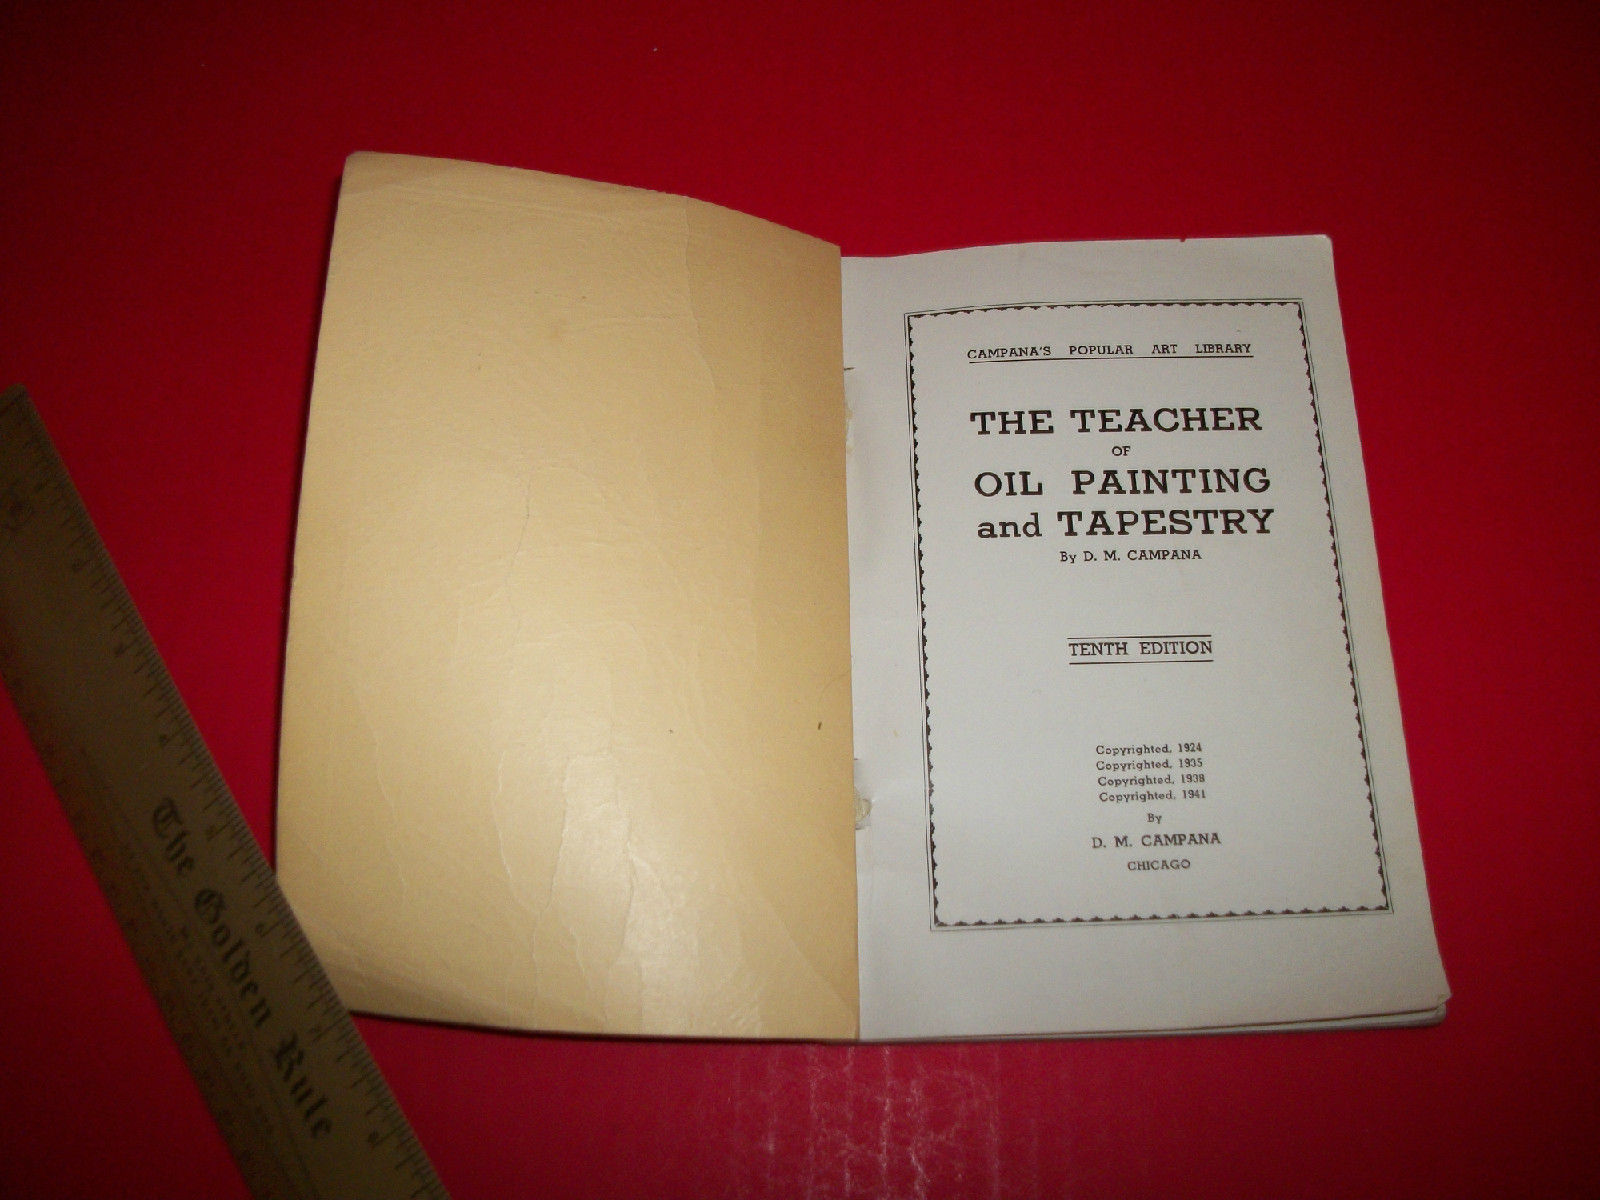 The Golden Rule
CAMPANA'S POPULAR ART LIBRARY
THE TEACHER
OF
OIL PAINTING
and TAPESTRY
By D. M. CAMPANA
TENTH EDITION
Copyrighted, 1924
Copyrighted, 1935
Copyrighted, 1938
Copyrighted, 1941
By
D. M. CAMPANA
CHICAGO